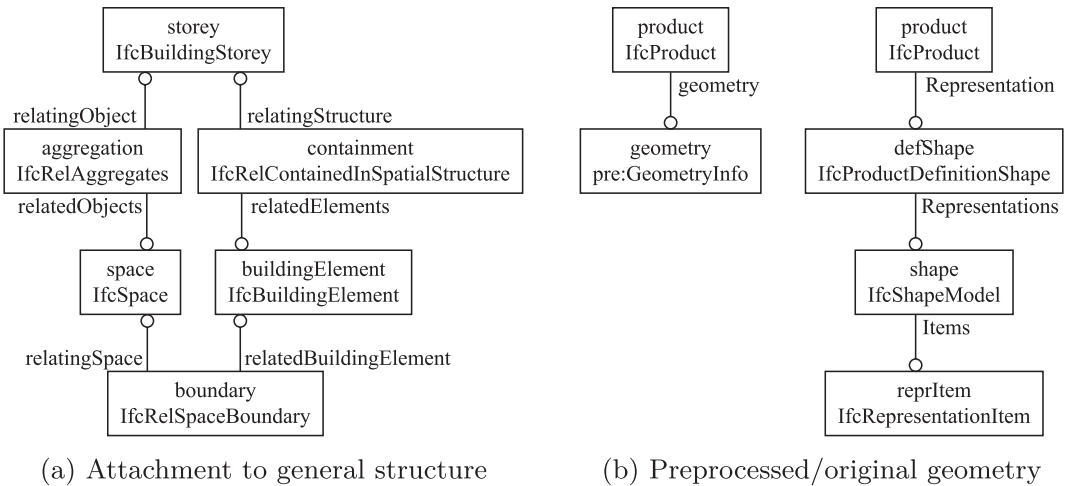 storey
IfcBuildingStorey
relatingObject
relatingStructure
aggregation
IfcRelAggregates
containment
IfcRelContainedInSpatialStructure
relatedObjects
relatedElements
space
IfcSpace
buildingElement
IfcBuildingElement
relatingSpace
relatedBuildingElement
boundary
IfcRelSpaceBoundary
(a) Attachment to general structure
product
IfcProduct
geometry
geometry
pre:GeometryInfo
product
IfcProduct
Representation
defShape
IfcProductDefinitionShape
Representations
shape
IfcShapeModel
Items
reprItem
IfcRepresentationItem
(b) Preprocessed/original geometry